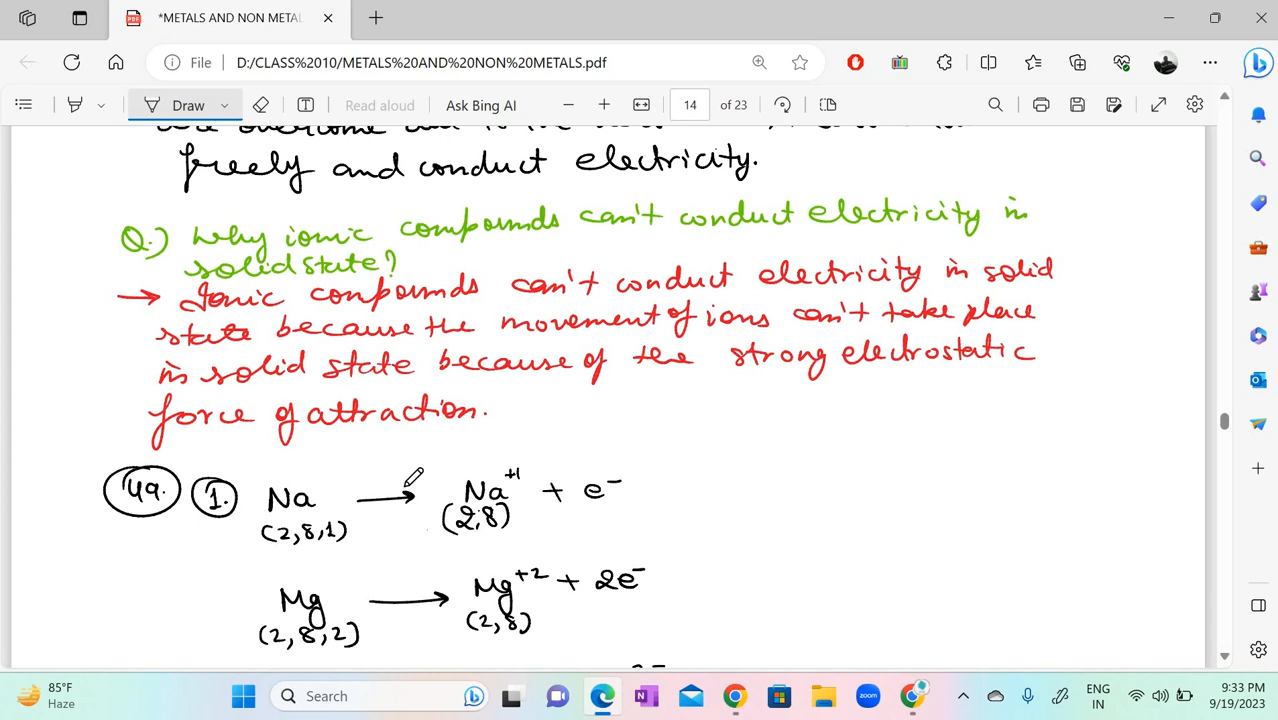 *METALS AND NON METAL
File
D:/CLASS%2010/METALS%20AND%20NON%20METALS.pdf
Draw
Read aloud
Ask Bing AI
14 of 23
freely and conduct electricity.
Q.) Why ionic compounds can't conduct electricity in
solid state?
→ Ionic compounds can't conduct electricity in solid
state because the movement of ions can't take place
in solid state because of the strong electrostatic
force of attraction.
49. 1. Na → Na+1 + e-
(2,8,1) (2,8)
Mg → Mg+2 + 2e-
(2,8,2) (2,8)
85°F
Haze
Search
zoom
ENG
IN
9:33 PM
9/19/2023